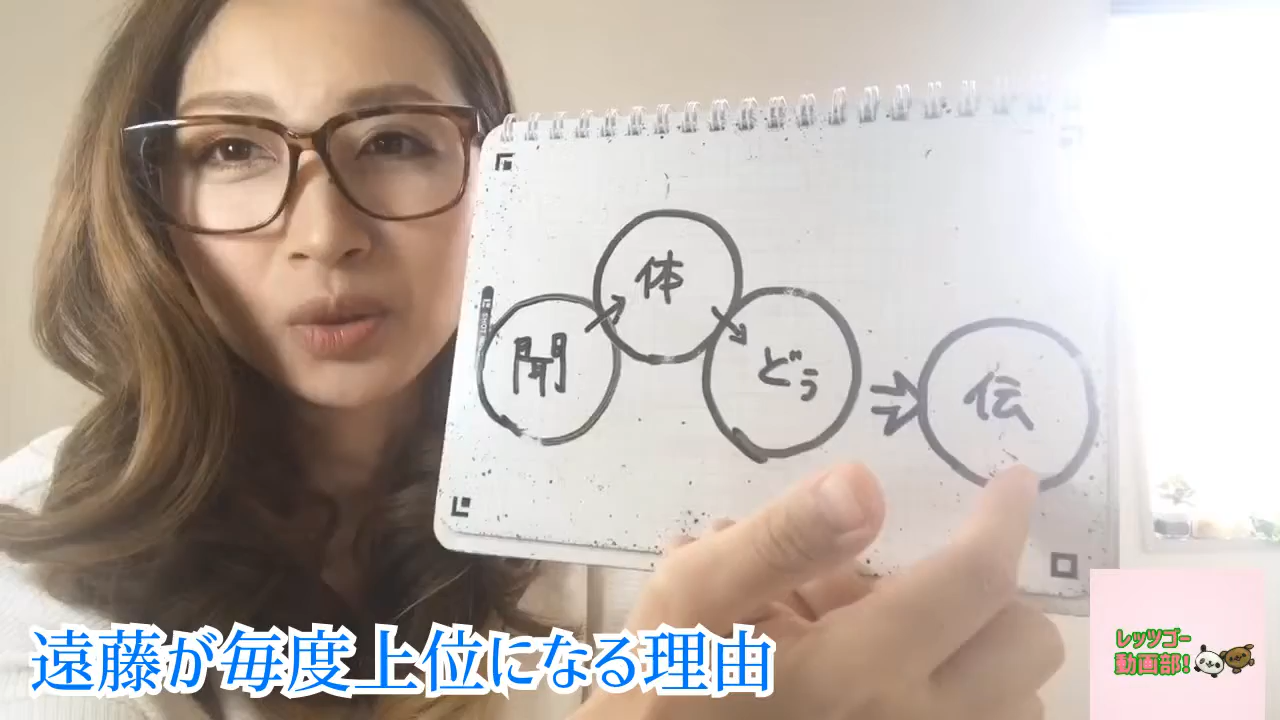 体
聞
どう
伝
SHOT
遠藤が毎度上位になる理由
レッツゴー
動画部!